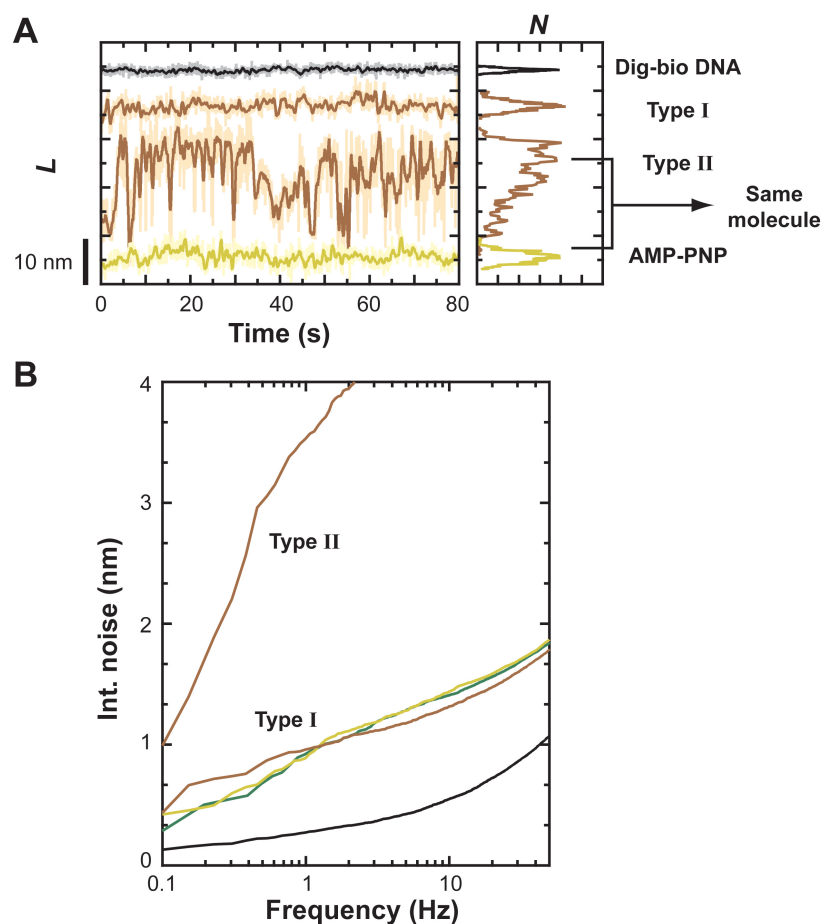 A
N
L
Dig-bio DNA
Type I
Type II
Same
molecule
AMP-PNP
10 nm
0
20
40
60
80
Time (s)
B
4
3
2
1
0
Int. noise (nm)
Type II
Type I
0.1
1
10
Frequency (Hz)